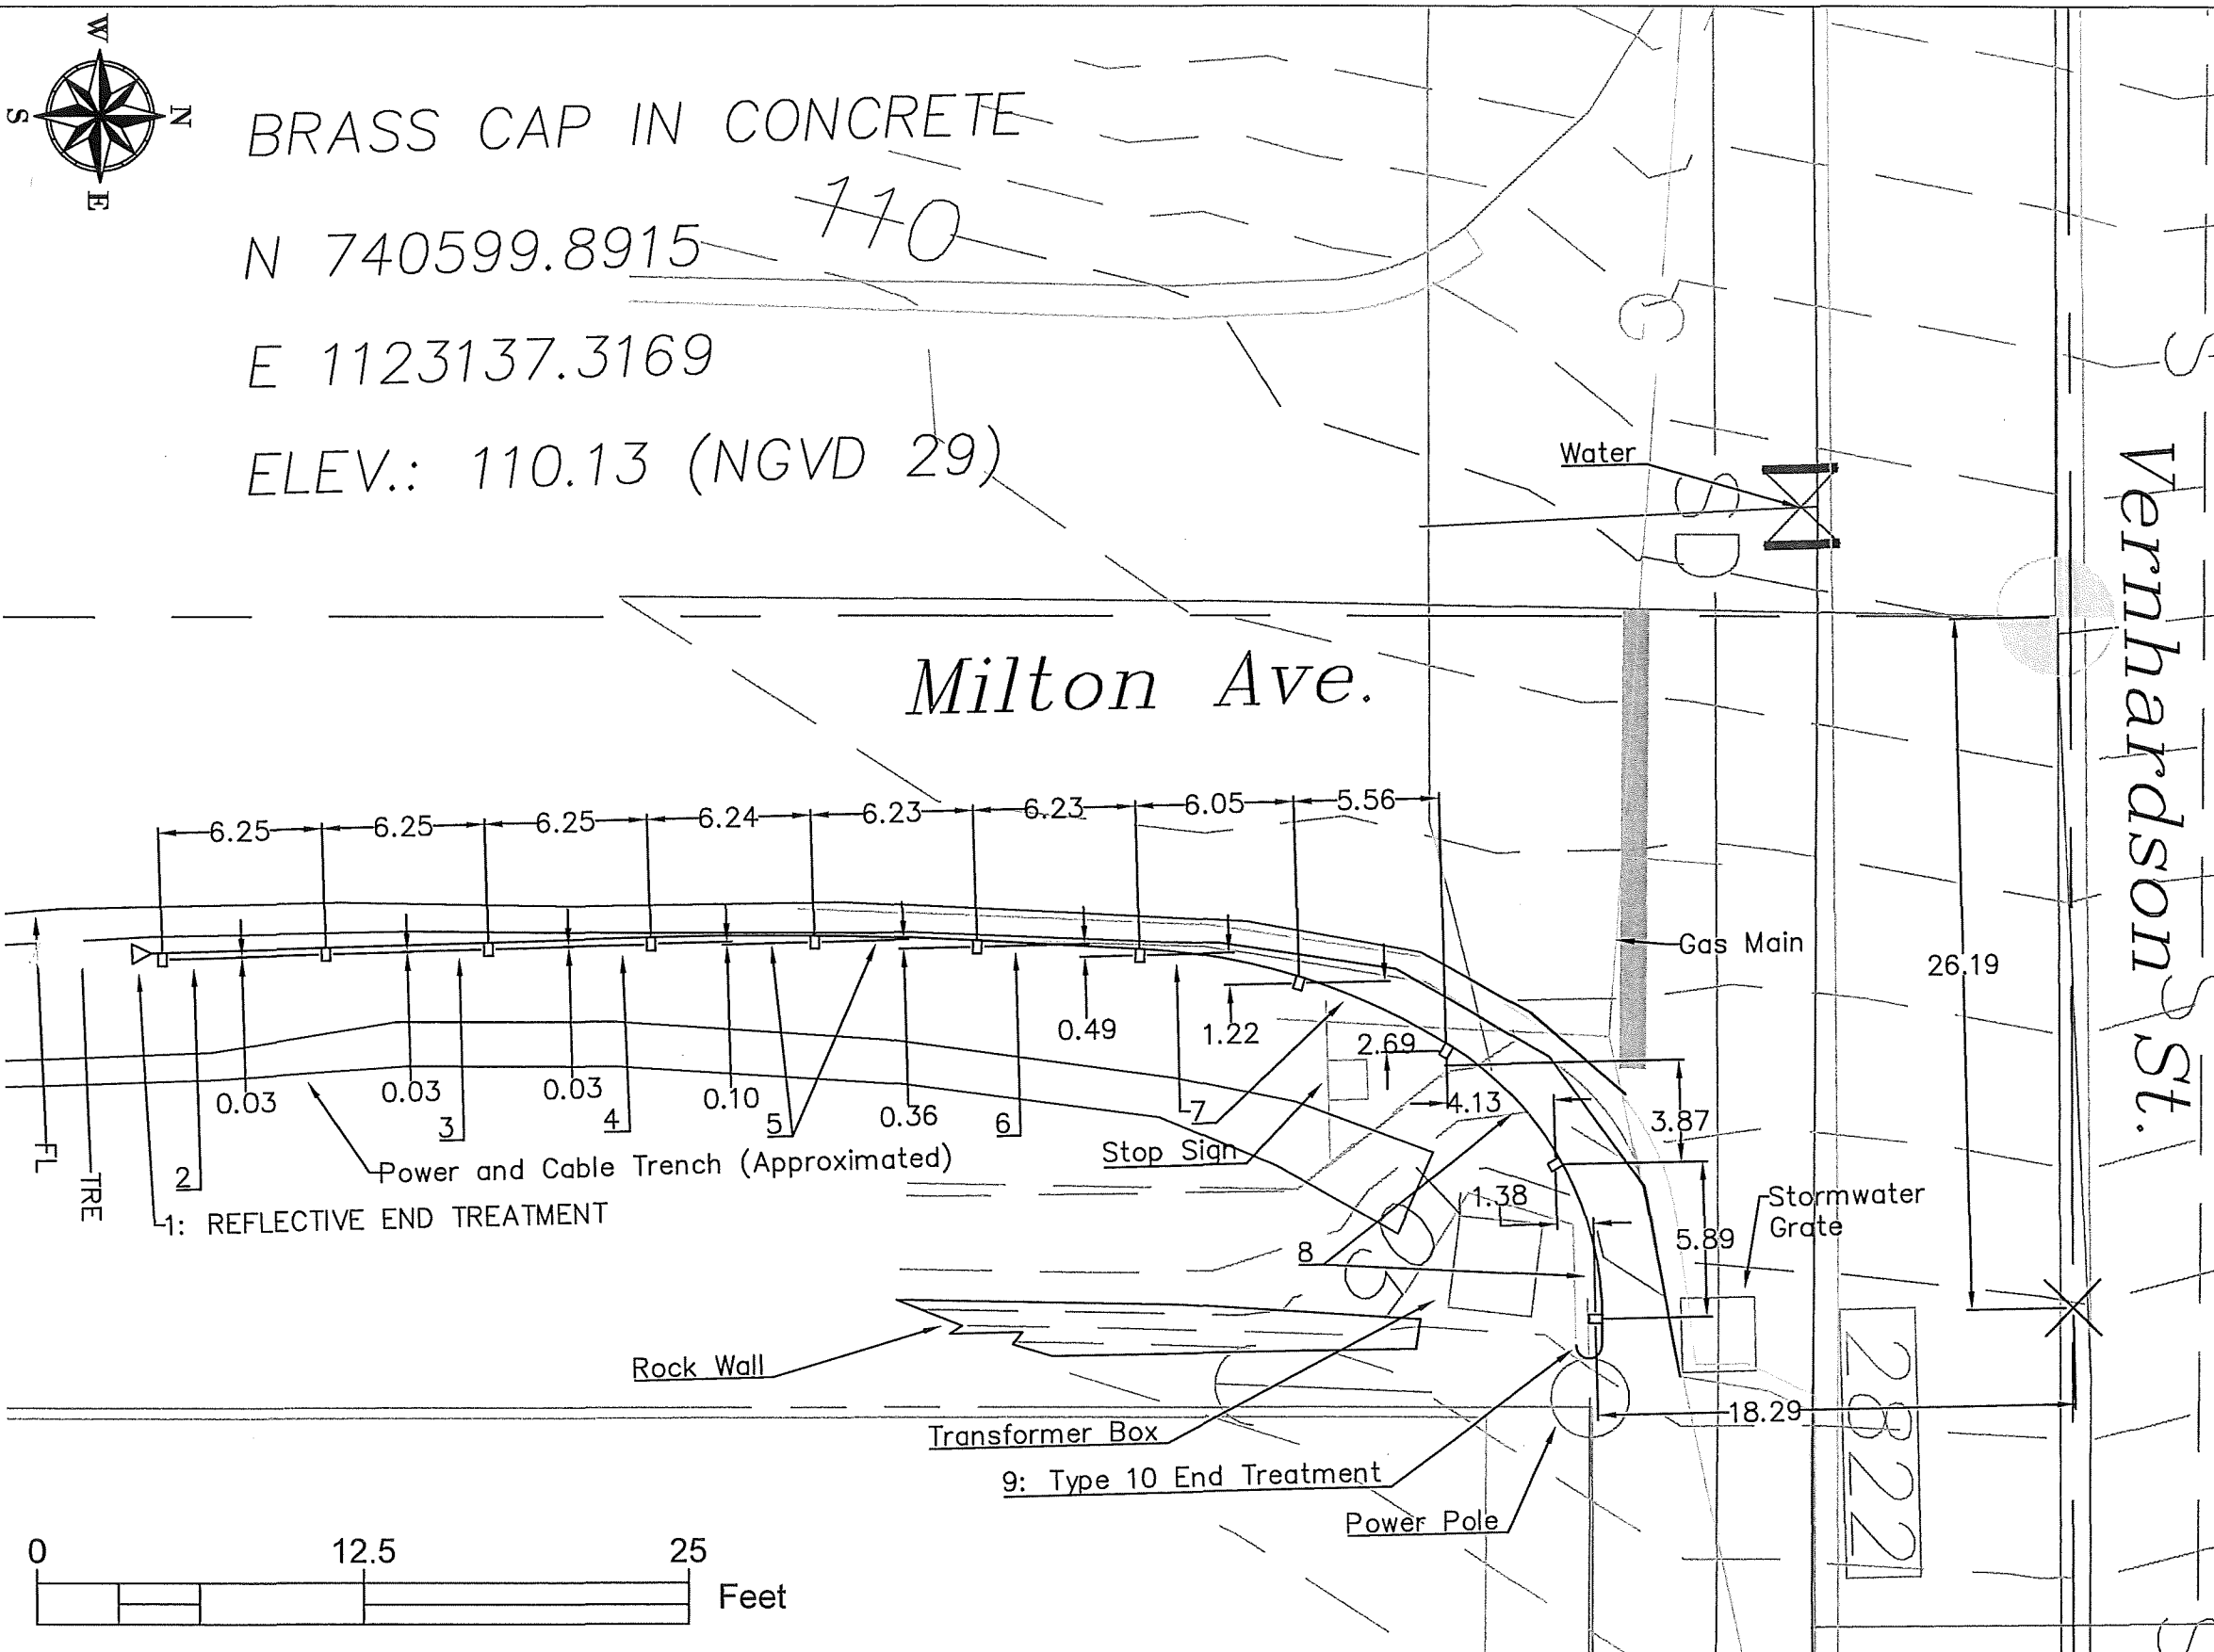 W
N
S
E
BRASS CAP IN CONCRETE
110
N 740599.8915
E 1123137.3169
ELEV.: 110.13 (NGVD 29)
G
S
Water
SD
Vernhardson St.
Milton Ave.
6.25
6.25
6.25
6.24
6.23
6.23
6.05
5.56
Gas Main
26.19
S
0.49
1.22
2.69
0.03
0.03
0.03
0.10
0.36
4.13
3.87
3
4
5
6
7
Stop Sign
FL
TRE
2
Power and Cable Trench (Approximated)
1: REFLECTIVE END TREATMENT
1.38
Stormwater
Grate
5.89
8
Rock Wall
2822
18.29
Transformer Box
9: Type 10 End Treatment
Power Pole
0
12.5
25
Feet
S